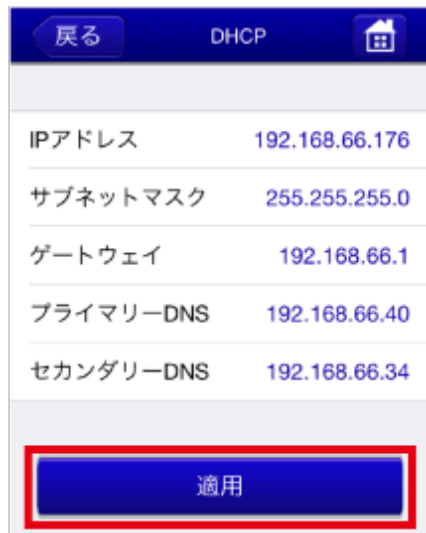 戻る DHCP
IPアドレス 192.168.66.176
サブネットマスク 255.255.255.0
ゲートウェイ 192.168.66.1
プライマリーDNS 192.168.66.40
セカンダリーDNS 192.168.66.34
適用